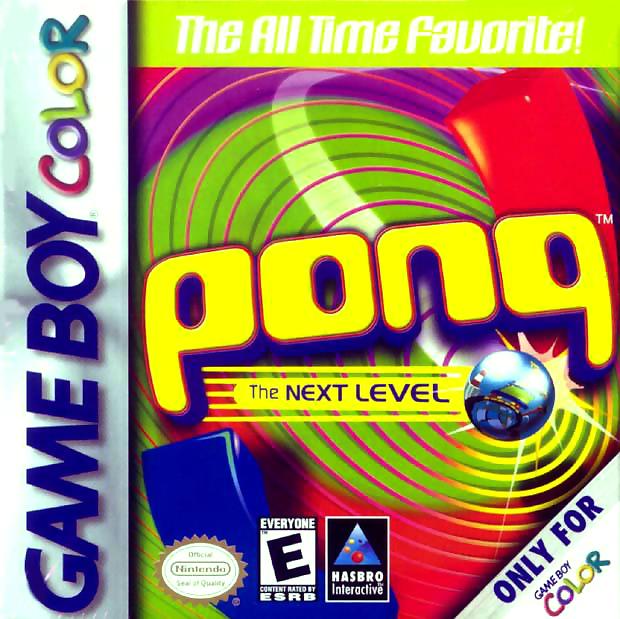 The All Time Favorite!
GAME BOY COLOR
pong™
The NEXT LEVEL
Official
Nintendo
Seal of Quality
EVERYONE
E
CONTENT RATED BY
ESRB
HASBRO
Interactive
ONLY FOR
GAME BOY
COLOR